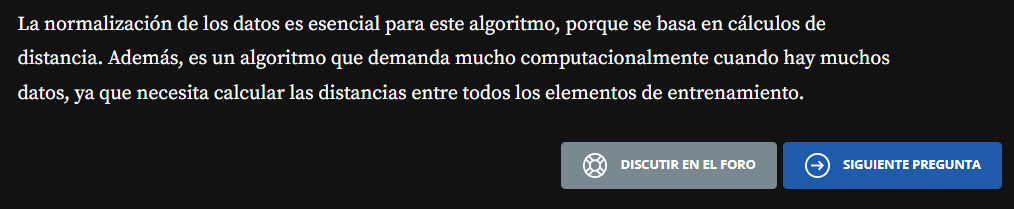 La normalización de los datos es esencial para este algoritmo, porque se basa en cálculos de
distancia. Además, es un algoritmo que demanda mucho computacionalmente cuando hay muchos
datos, ya que necesita calcular las distancias entre todos los elementos de entrenamiento.
DISCUTIR EN EL FORO
SIGUIENTE PREGUNTA